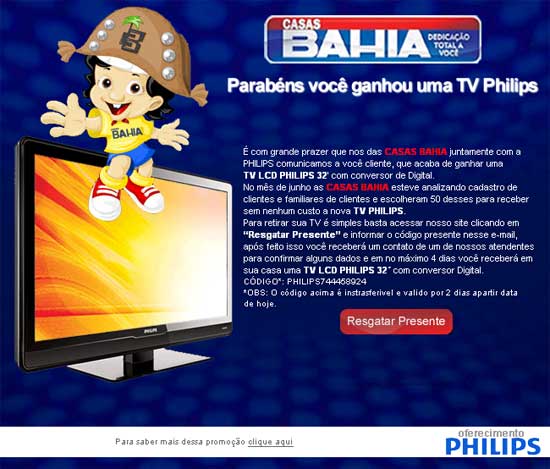 CASAS
BAHIA DEDICAÇÃO
TOTAL A
VOCÊ
Parabéns você ganhou uma TV Philips
BAHIA
É com grande prazer que nos das CASAS BAHIA juntamente com a
PHILIPS comunicamos a você cliente, que acaba de ganhar uma
TV LCD PHILIPS 32' com conversor de Digital.
No mês de junho as CASAS BAHIA esteve analizando cadastro de
clientes e familiares de clientes e escolheram 50 desses para receber
sem nenhum custo a nova TV PHILIPS.
Para retirar sua TV é simples basta acessar nosso site clicando em
"Resgatar Presente" e informar o código presente nesse e-mail,
após feito isso você receberá um contato de um de nossos atendentes
para confirmar alguns dados e em no máximo 4 dias você receberá em
sua casa uma TV LCD PHILIPS 32´ com conversor Digital.
CÓDIGO*: PHILIPS744458924
*OBS: O código acima é instrasferivel e valido por 2 dias apartir data
de hoje.
Resgatar Presente
PHILIPS
Para saber mais dessa promoção clique aqui
oferecimento
PHILIPS